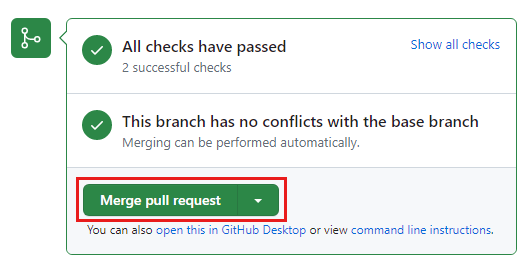 All checks have passed
Show all checks
2 successful checks
This branch has no conflicts with the base branch
Merging can be performed automatically.
Merge pull request
You can also open this in GitHub Desktop or view command line instructions.